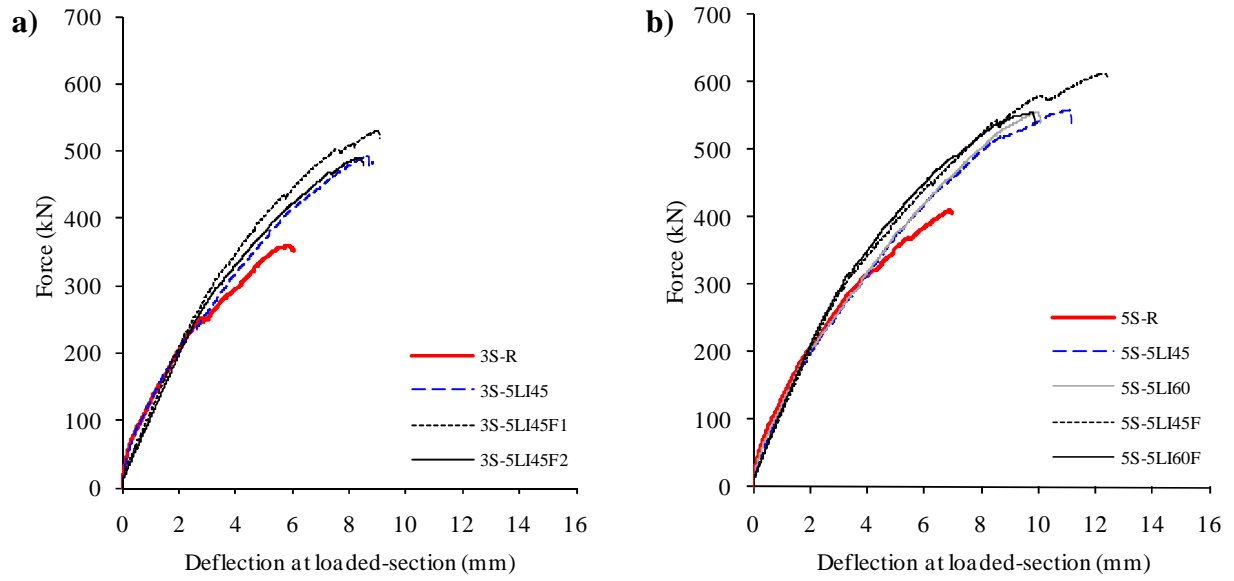 a)
700
600
500
400
300
200
100
0
Force (kN)
0 2 4 6 8 10 12 14 16
Deflection at loaded-section (mm)
3S-R
3S-5LI45
3S-5LI45F1
3S-5LI45F2
b)
700
600
500
400
300
200
100
0
Force (kN)
0 2 4 6 8 10 12 14 16
Deflection at loaded-section (mm)
5S-R
5S-5LI45
5S-5LI60
5S-5LI45F
5S-5LI60F